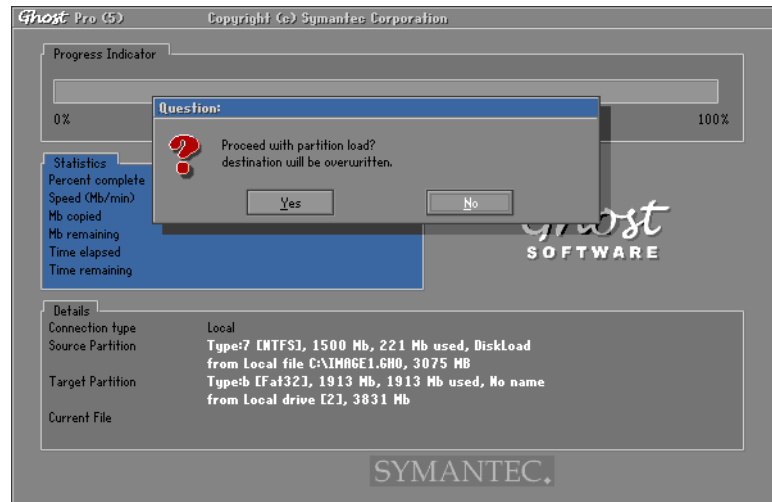 Ghost Pro (5) Copyright (c) Symantec Corporation
Progress Indicator
0% 100%
Question:
Proceed with partition load?
destination will be overwritten.
Yes No
Statistics
Percent complete
Speed (Mb/min)
Mb copied
Mb remaining
Time elapsed
Time remaining
Ghost
SOFTWARE
Details
Connection type Local
Source Partition Type:7 [NTFS], 1500 Mb, 221 Mb used, DiskLoad
from Local file C:\IMAGE1.GHO, 3075 MB
Target Partition Type:b [Fat32], 1913 Mb, 1913 Mb used, No name
from Local drive [2], 3831 Mb
Current File
SYMANTEC.